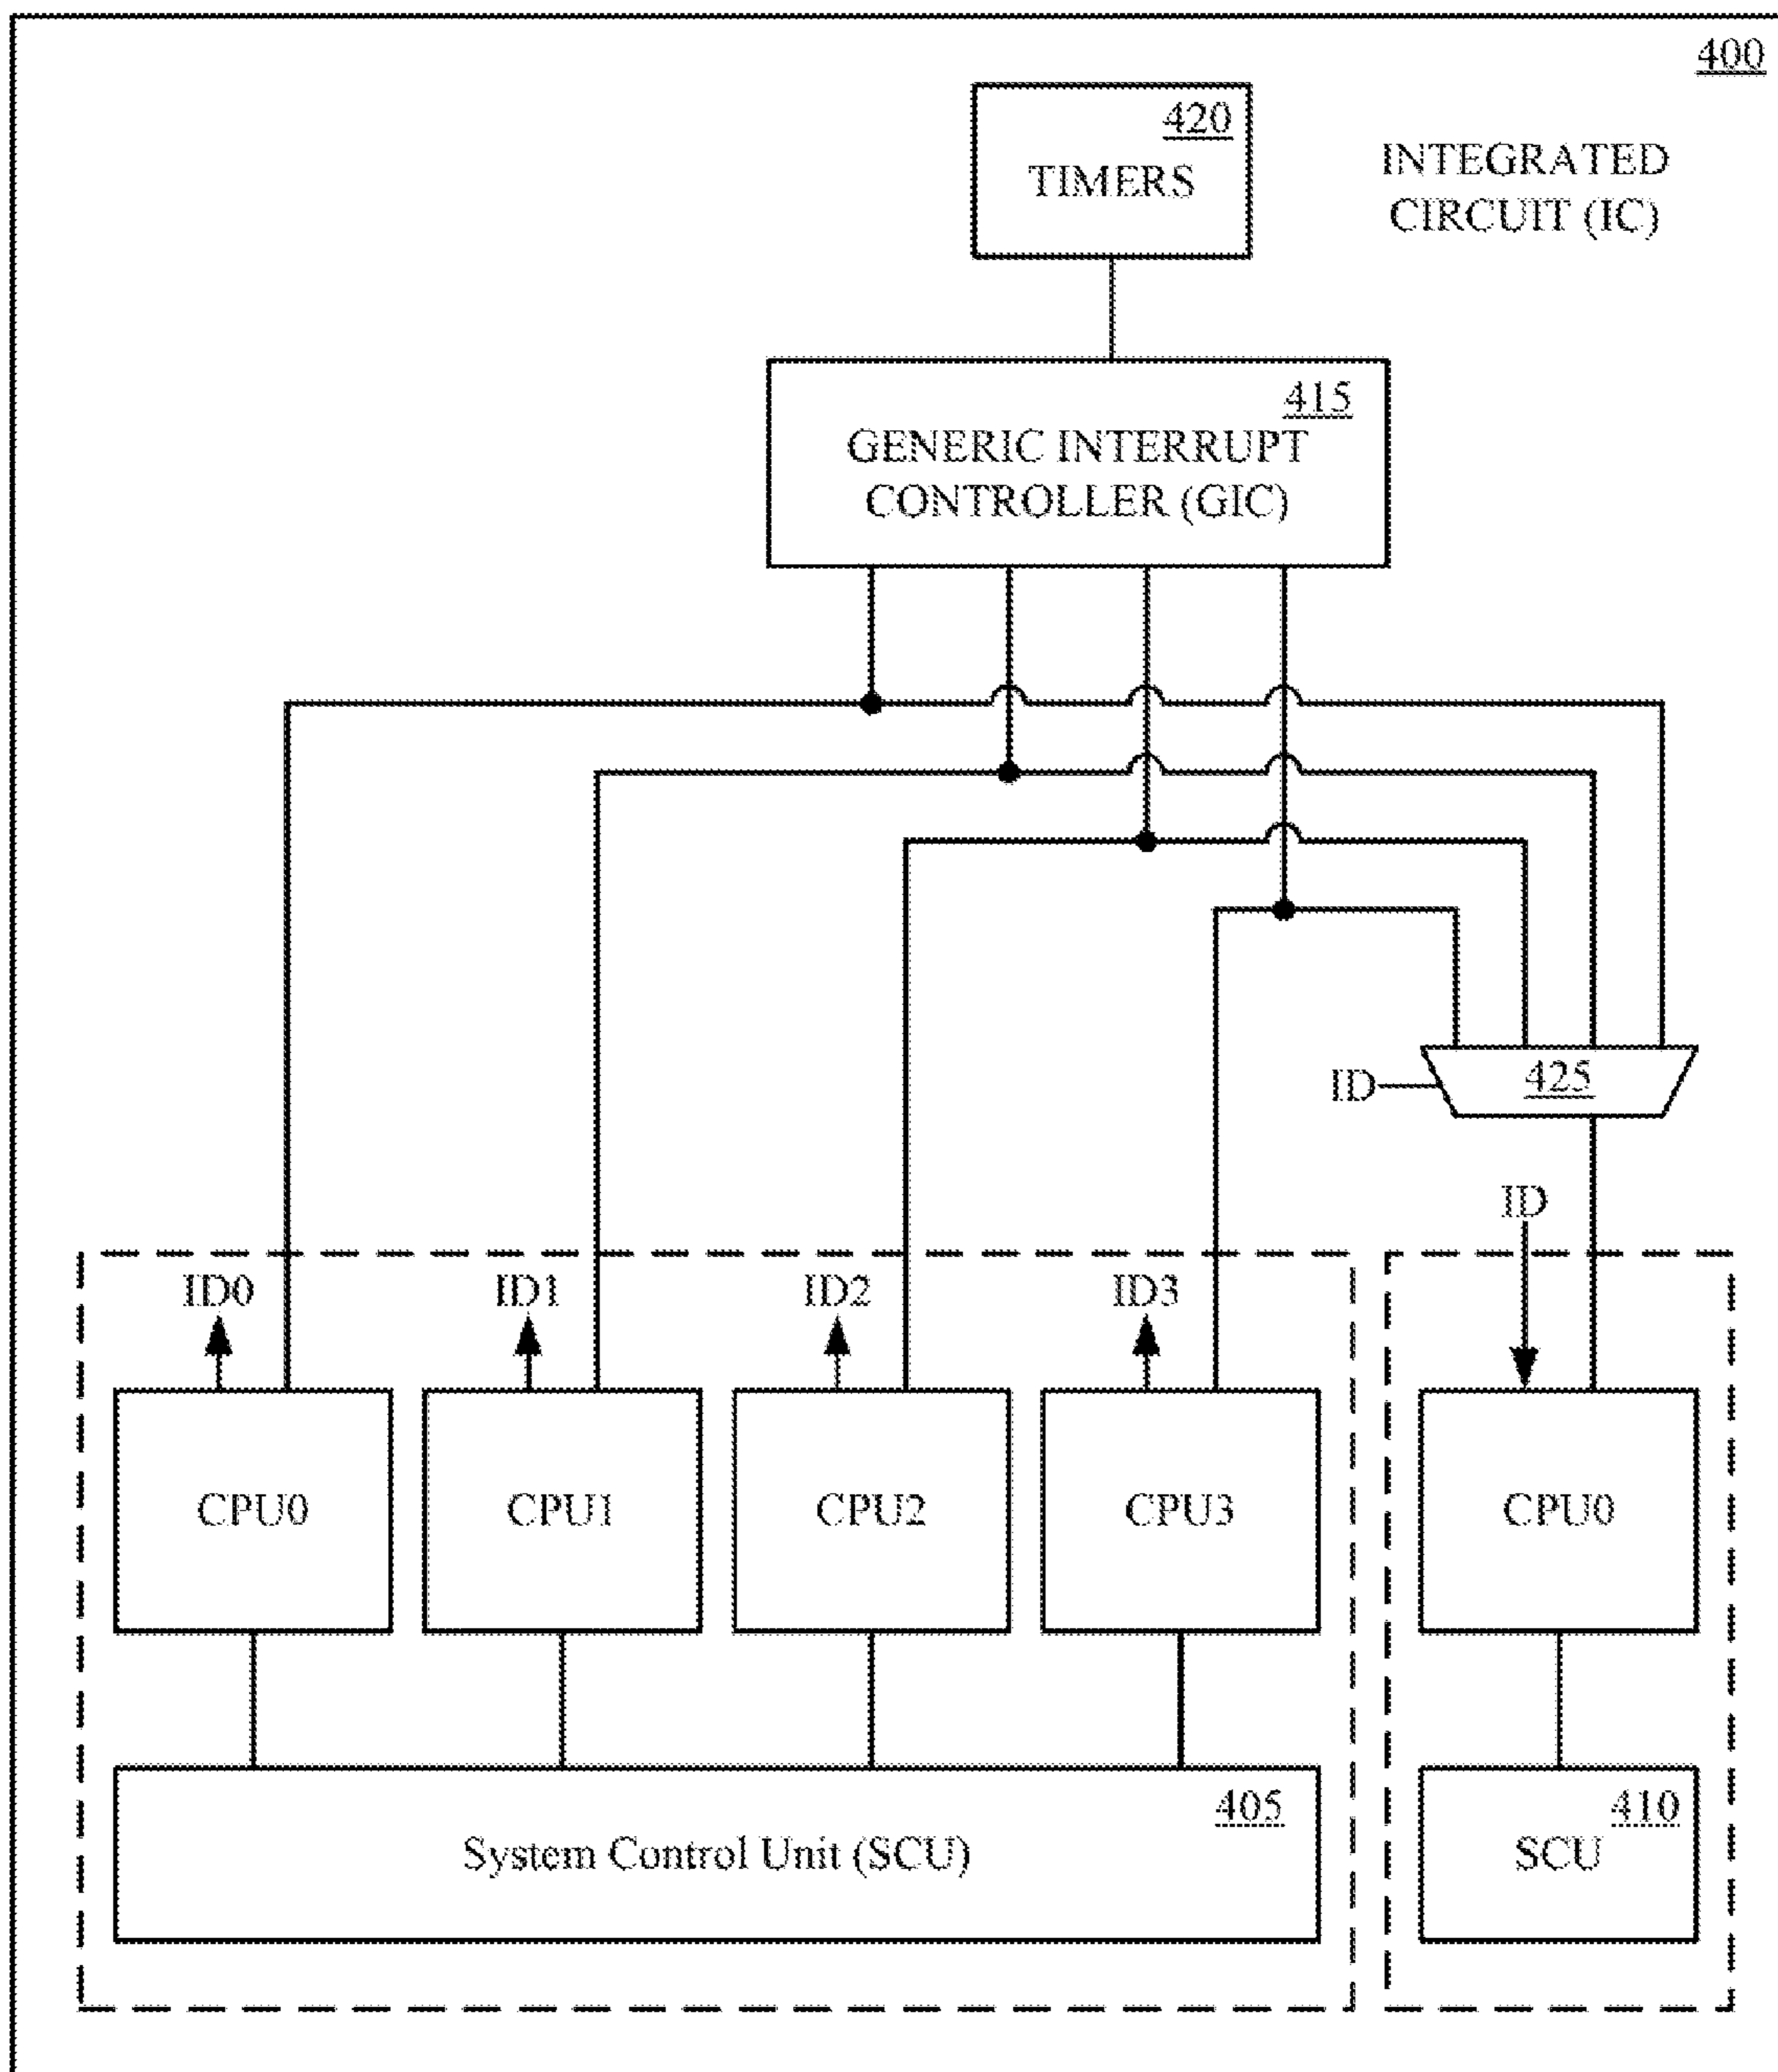 400
420
TIMERS
INTEGRATED
CIRCUIT (IC)
415
GENERIC INTERRUPT
CONTROLLER (GIC)
425
ID
ID
ID0
ID1
ID2
ID3
CPU0
CPU1
CPU2
CPU3
CPU0
405
System Control Unit (SCU)
410
SCU